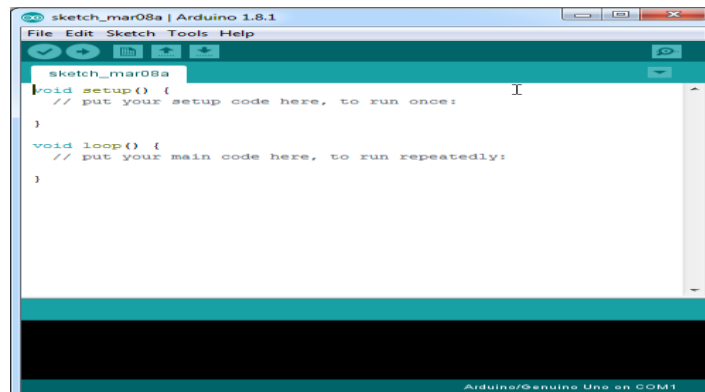 sketch_mar08a | Arduino 1.8.1
File Edit Sketch Tools Help
sketch_mar08a
void setup() {
  // put your setup code here, to run once:
}
void loop() {
  // put your main code here, to run repeatedly:
}
Arduino/Genuino Uno on COM1